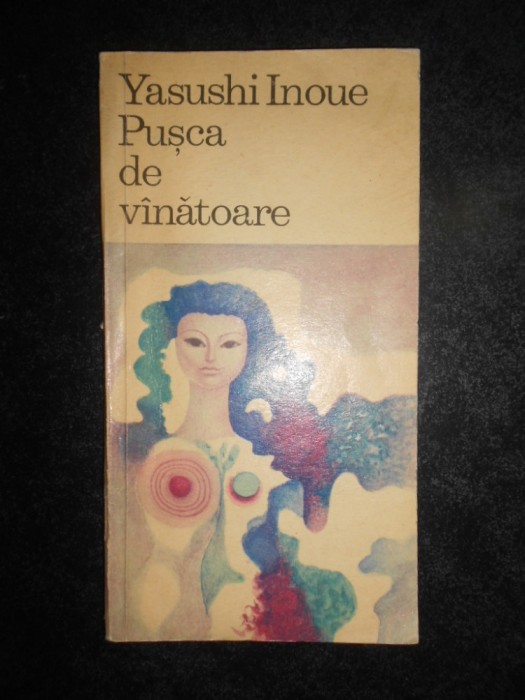 Yasushi Inoue
Pușca
de
vînătoare